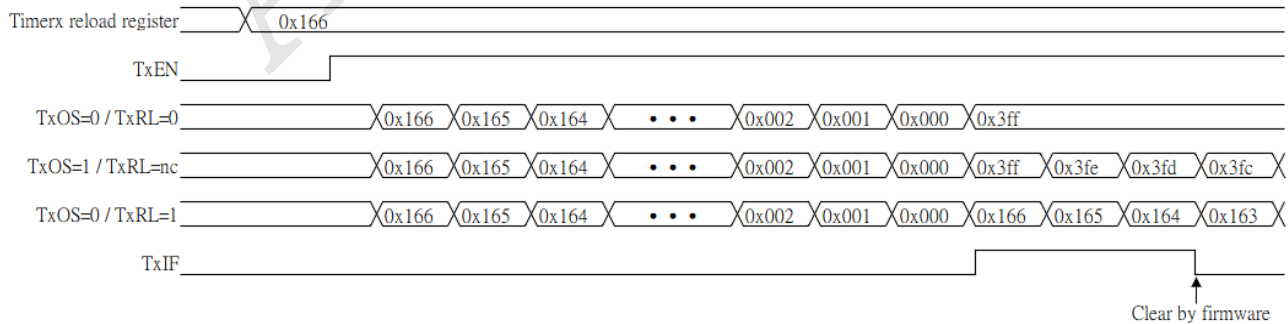 Timerx reload register 0x166
TxEN
TxOS=0 / TxRL=0 0x166 0x165 0x164 • • • 0x002 0x001 0x000 0x3ff
TxOS=1 / TxRL=nc 0x166 0x165 0x164 • • • 0x002 0x001 0x000 0x3ff 0x3fe 0x3fd 0x3fc
TxOS=0 / TxRL=1 0x166 0x165 0x164 • • • 0x002 0x001 0x000 0x166 0x165 0x164 0x163
TxIF
Clear by firmware